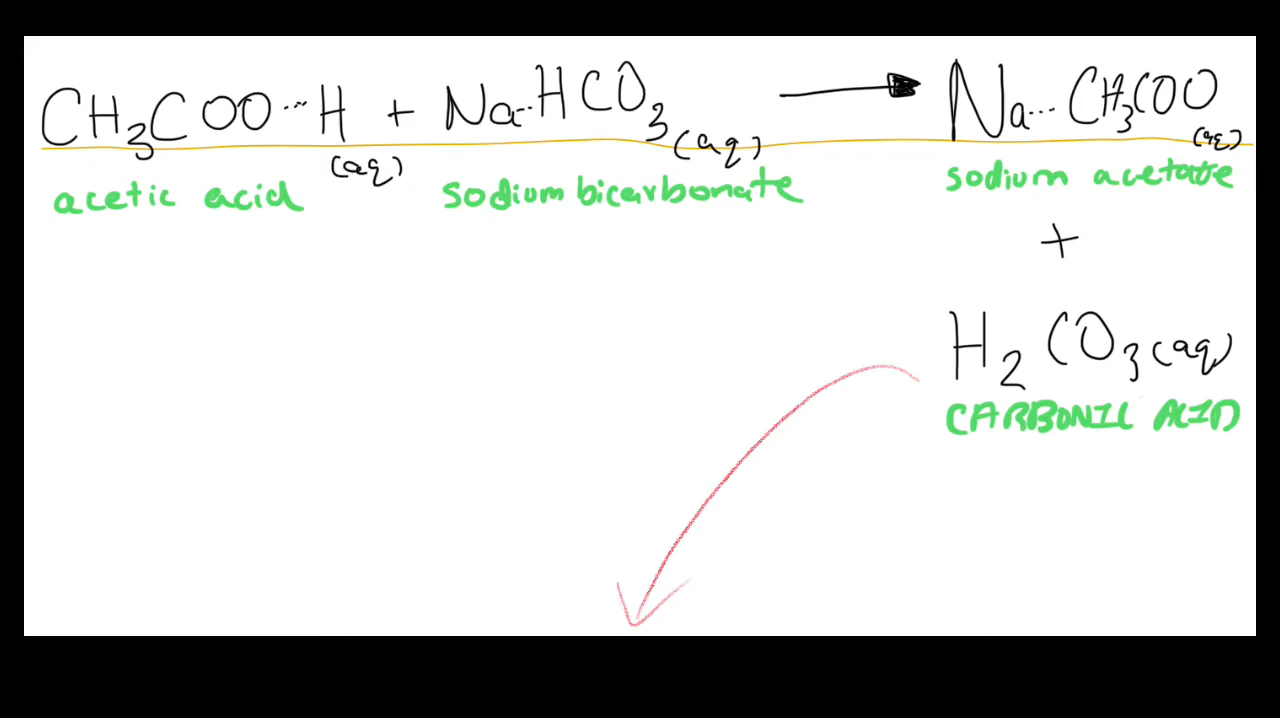 CH3COO···H + Na··HCO3 → Na···CH3COO
(aq) (aq) (aq)
acetic acid sodium bicarbonate sodium acetate
+
H2CO3(aq)
CARBONIC ACID